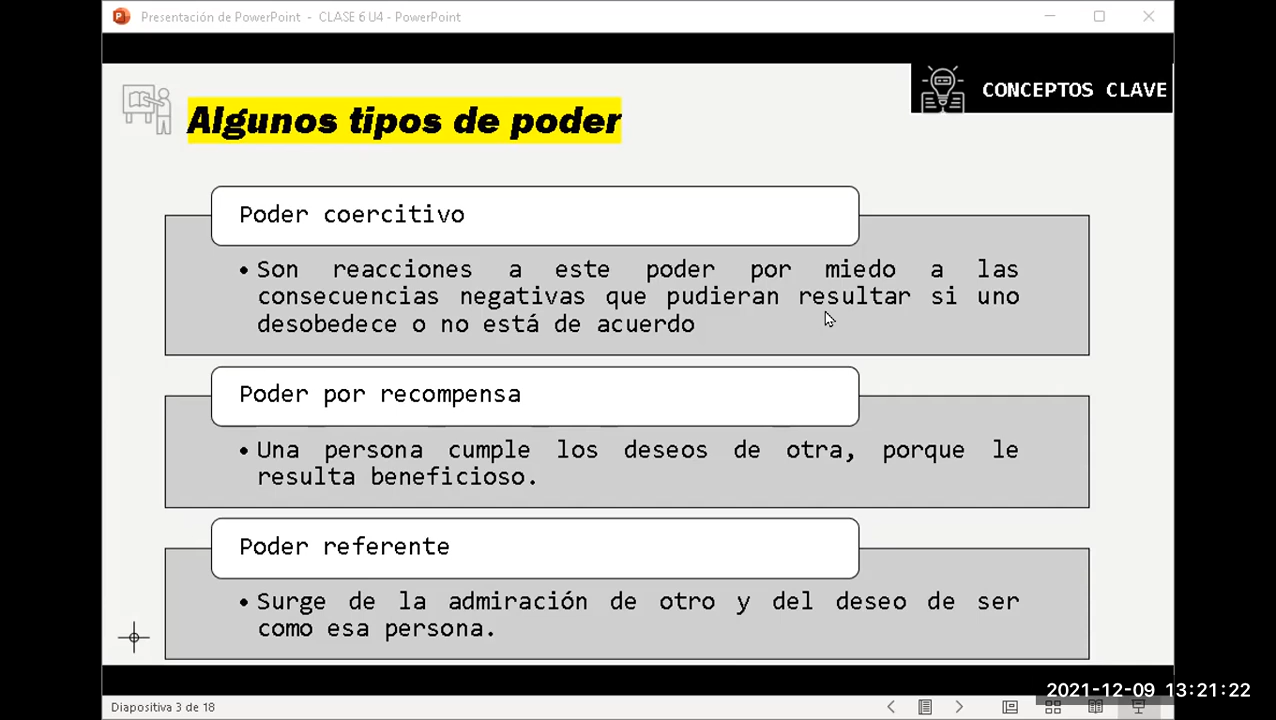 Presentación de PowerPoint - CLASE 6 U4 - PowerPoint
CONCEPTOS CLAVE
Algunos tipos de poder
Poder coercitivo
• Son reacciones a este poder por miedo a las
consecuencias negativas que pudieran resultar si uno
desobedece o no está de acuerdo
Poder por recompensa
• Una persona cumple los deseos de otra, porque le
resulta beneficioso.
Poder referente
• Surge de la admiración de otro y del deseo de ser
como esa persona.
2021-12-09 13:21:22
Diapositiva 3 de 18